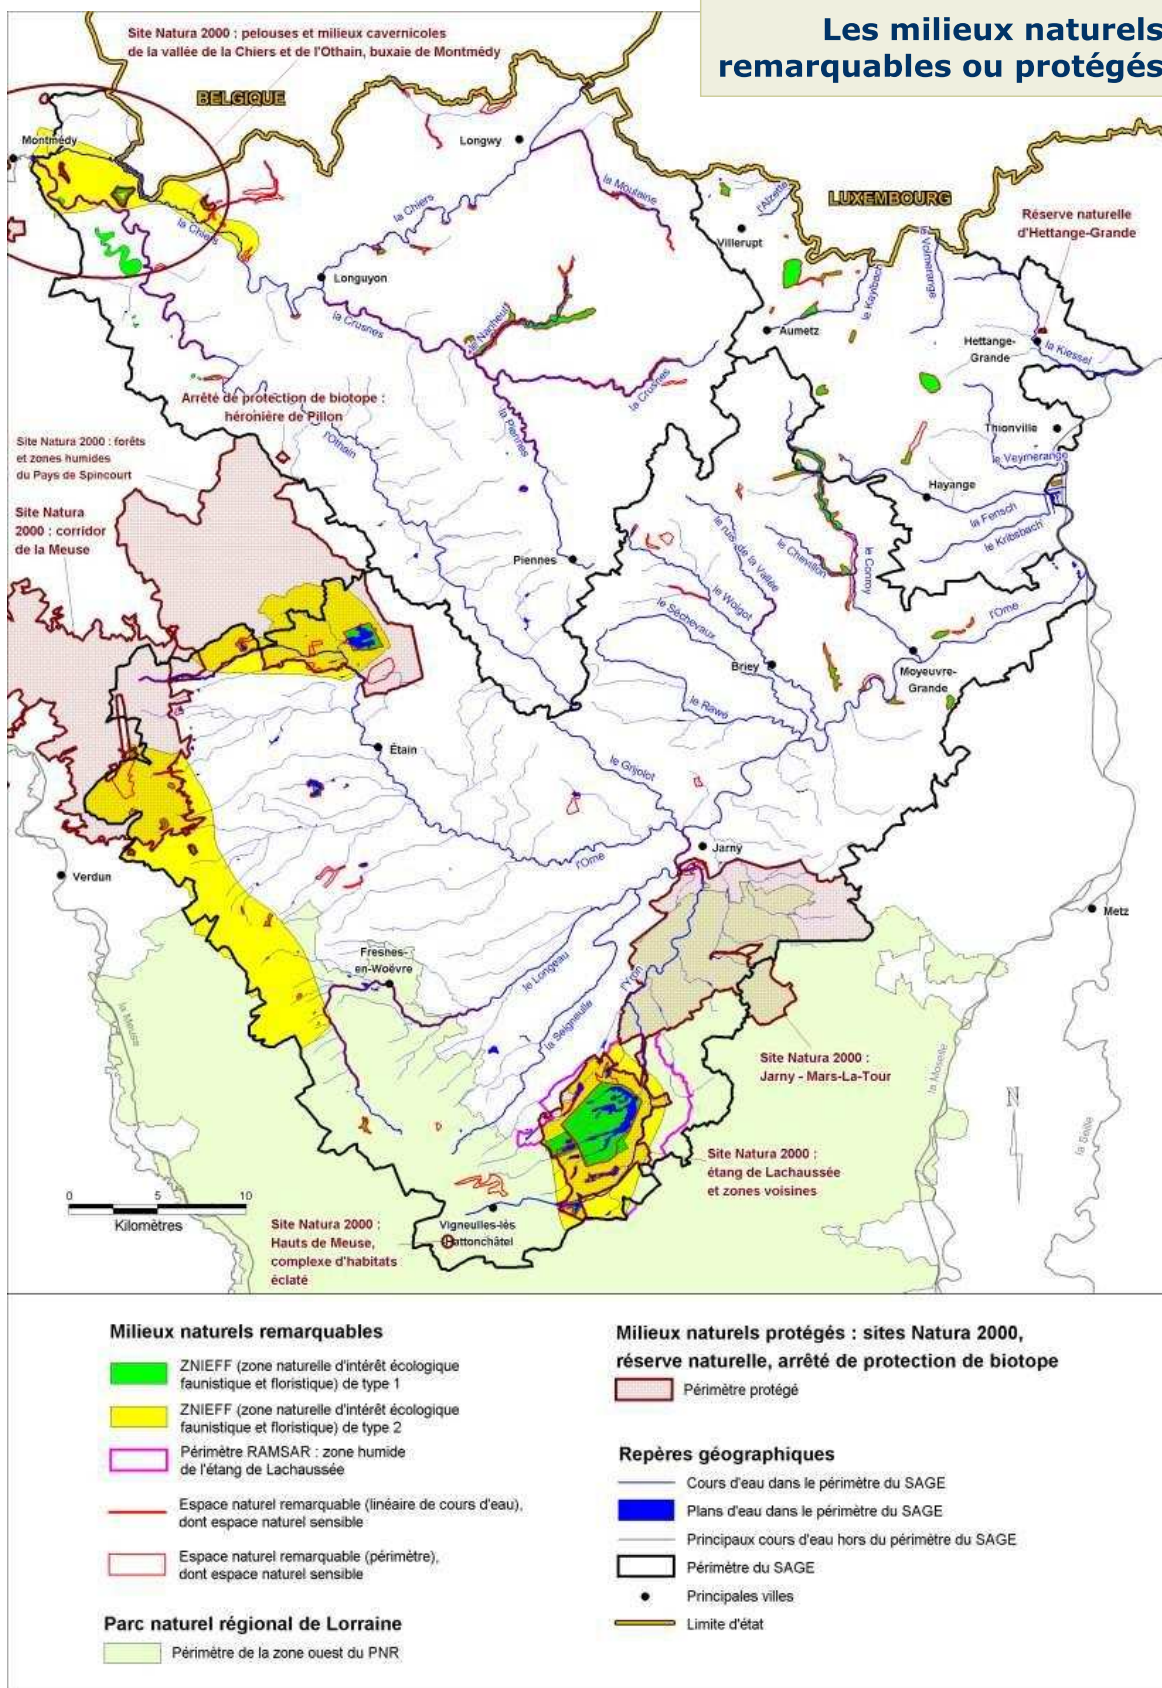 Les milieux naturels
remarquables ou protégés
Site Natura 2000 : pelouses et milieux cavernicoles
de la vallée de la Chiers et de l'Othain, buxaie de Montmédy
BELGIQUE
Montmédy
Longwy
la Chiers
la Moulaine
l'Alzette
LUXEMBOURG
Villerupt
Réserve naturelle
d'Hettange-Grande
la Chiers
le Volmerange
le Kaylbach
Longuyon
la Crusnes
le Nanheul
Aumetz
Hettange-
Grande
la Kiessel
Arrêté de protection de biotope :
héronière de Pillon
la Crusnes
la Piennes
l'Othain
Thionville
Site Natura 2000 : forêts
et zones humides
du Pays de Spincourt
le Veymerange
Hayange
Site Natura
2000 : corridor
de la Meuse
la Fensch
le Kribsbach
le ruis. de la Vallée
le Chevillon
le Conroy
Piennes
le Woigot
le Séchevaux
l'Orne
Briey
Moyeuvre-
Grande
le Rawe
Étain
le Grijolot
Jarny
l'Orne
Verdun
Metz
Fresnes-
en-Woëvre
le Longeau
l'Yron
la Seigneulle
la Meuse
la Moselle
Site Natura 2000 :
Jarny - Mars-La-Tour
N
la Seille
Site Natura 2000 :
étang de Lachaussée
et zones voisines
0 5 10
Kilomètres
Site Natura 2000 :
Hauts de Meuse,
complexe d'habitats
éclaté
Vigneulles-lès
Hattonchâtel
Milieux naturels remarquables
ZNIEFF (zone naturelle d'intérêt écologique
faunistique et floristique) de type 1
ZNIEFF (zone naturelle d'intérêt écologique
faunistique et floristique) de type 2
Périmètre RAMSAR : zone humide
de l'étang de Lachaussée
Espace naturel remarquable (linéaire de cours d'eau),
dont espace naturel sensible
Espace naturel remarquable (périmètre),
dont espace naturel sensible
Parc naturel régional de Lorraine
Périmètre de la zone ouest du PNR
Milieux naturels protégés : sites Natura 2000,
réserve naturelle, arrêté de protection de biotope
Périmètre protégé
Repères géographiques
Cours d'eau dans le périmètre du SAGE
Plans d'eau dans le périmètre du SAGE
Principaux cours d'eau hors du périmètre du SAGE
Périmètre du SAGE
Principales villes
Limite d'état